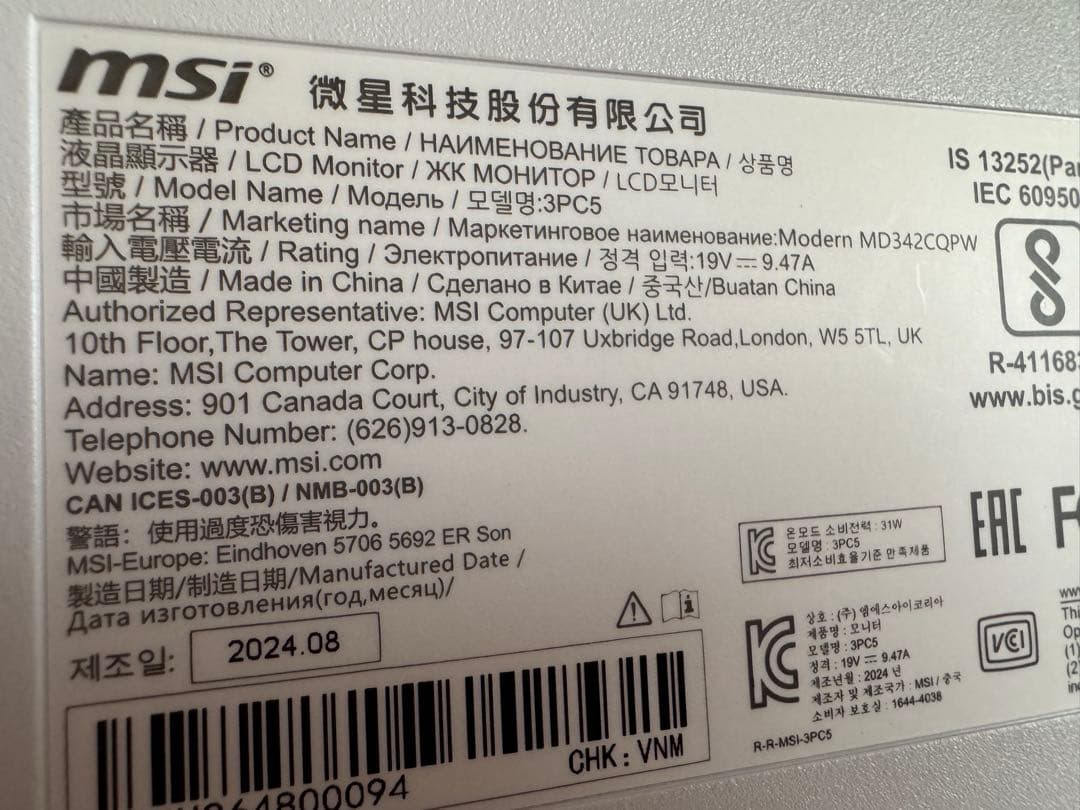 msi® 微星科技股份有限公司
產品名稱 / Product Name / НАИМЕНОВАНИЕ ТОВАРА / 상품명
液晶顯示器 / LCD Monitor / ЖК МОНИТОР / LCD모니터
型號 / Model Name / Модель / 모델명:3PC5
市場名稱 / Marketing name / Маркетинговое наименование:Modern MD342CQPW
輸入電壓電流 / Rating / Электропитание / 정격 입력:19V⎓9.47A
中國製造 / Made in China / Сделано в Китае / 중국산/Buatan China
Authorized Representative: MSI Computer (UK) Ltd.
10th Floor,The Tower, CP house, 97-107 Uxbridge Road,London, W5 5TL, UK
Name: MSI Computer Corp.
Address: 901 Canada Court, City of Industry, CA 91748, USA.
Telephone Number: (626)913-0828.
Website: www.msi.com
CAN ICES-003(B) / NMB-003(B)
警語: 使用過度恐傷害視力。
MSI-Europe: Eindhoven 5706 5692 ER Son
製造日期/制造日期/Manufactured Date /
Дата изготовления(год,месяц)/
제조일: 2024.08
CHK: VNM
64800094
IS 13252(Par
IEC 60950
R-41168
www.bis.g
온모드 소비전력 : 31W
모델명 : 3PC5
최저소비효율기준 만족제품
EAC
상호 : (주) 엠에스아이코리아
제품명 : 모니터
모델명 : 3PC5
정격 : 19V ⎓ 9.47A
제조년월 : 2024 년
제조자 및 제조국가 : MSI / 중국
소비자 보호실 : 1644-4038
R-R-MSI-3PC5
VCCI
www
Thi
Op
(1)
(2